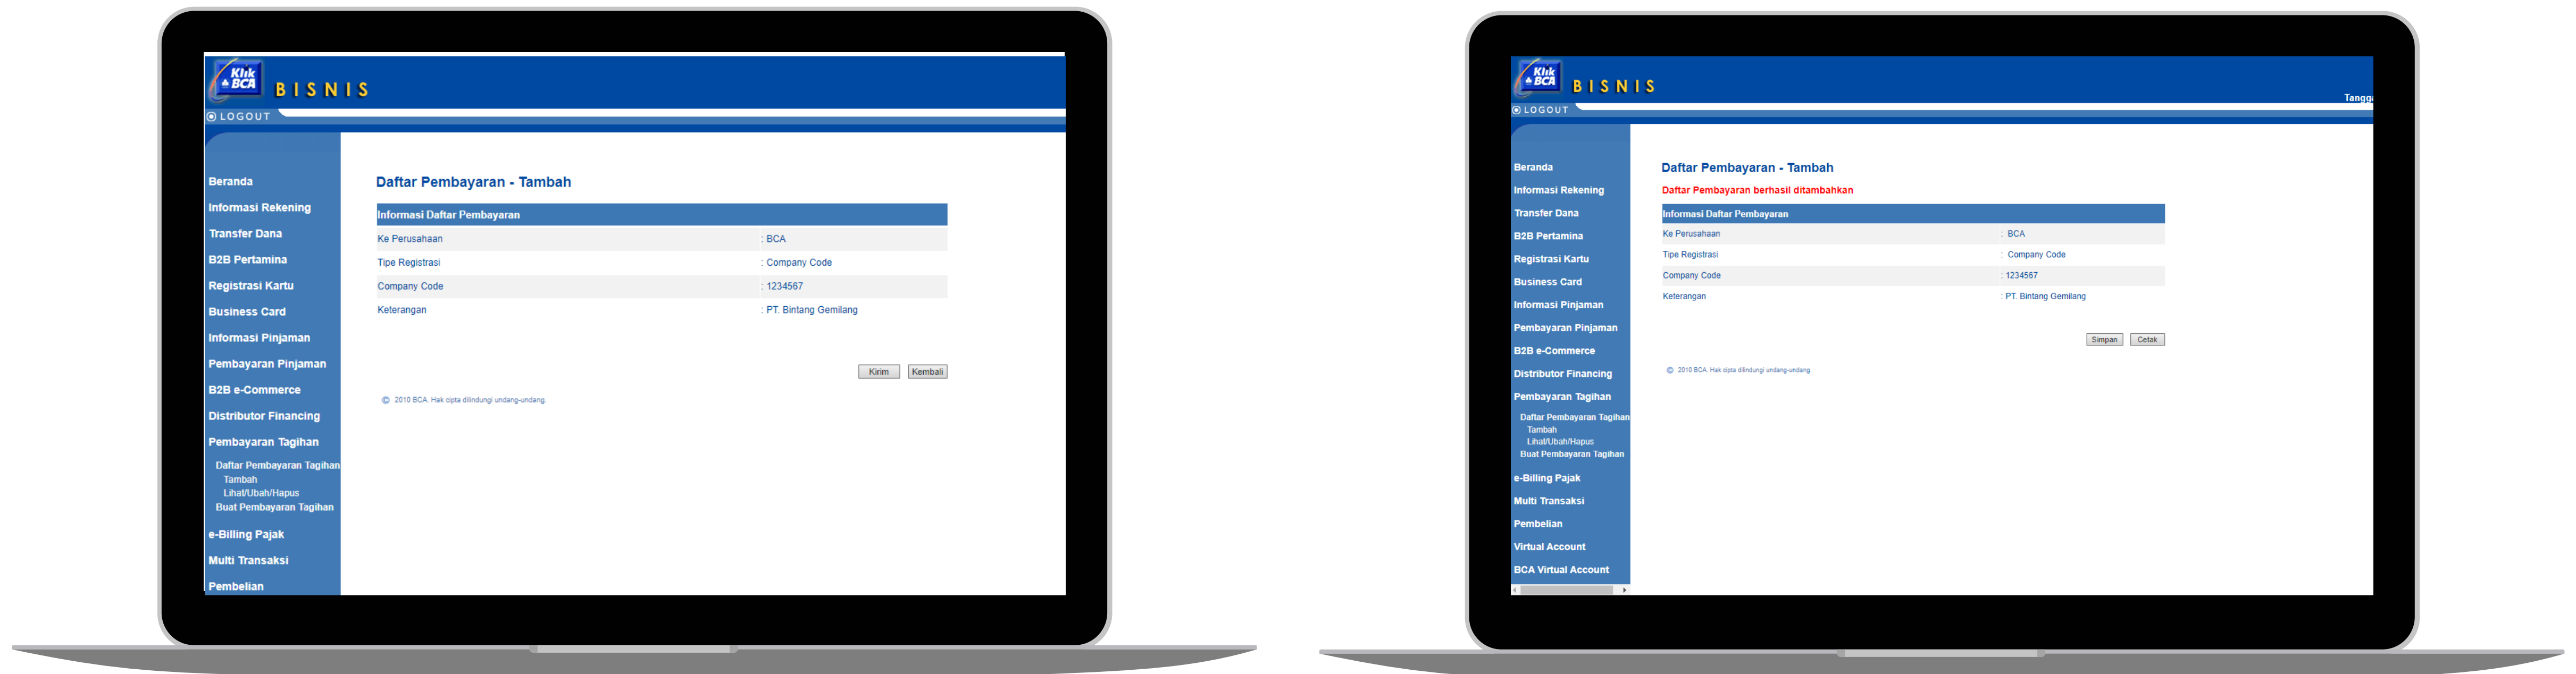 Klik
BCA
BISNIS
LOGOUT
Beranda
Informasi Rekening
Transfer Dana
B2B Pertamina
Registrasi Kartu
Business Card
Informasi Pinjaman
Pembayaran Pinjaman
B2B e-Commerce
Distributor Financing
Pembayaran Tagihan
Daftar Pembayaran Tagihan
Tambah
Lihat/Ubah/Hapus
Buat Pembayaran Tagihan
e-Billing Pajak
Multi Transaksi
Pembelian
Daftar Pembayaran - Tambah
Informasi Daftar Pembayaran
Ke Perusahaan : BCA
Tipe Registrasi : Company Code
Company Code : 1234567
Keterangan : PT. Bintang Gemilang
Kirim Kembali
© 2010 BCA. Hak cipta dilindungi undang-undang.
Klik
BCA
BISNIS
Tangga
LOGOUT
Beranda
Informasi Rekening
Transfer Dana
B2B Pertamina
Registrasi Kartu
Business Card
Informasi Pinjaman
Pembayaran Pinjaman
B2B e-Commerce
Distributor Financing
Pembayaran Tagihan
Daftar Pembayaran Tagihan
Tambah
Lihat/Ubah/Hapus
Buat Pembayaran Tagihan
e-Billing Pajak
Multi Transaksi
Pembelian
Virtual Account
BCA Virtual Account
Daftar Pembayaran - Tambah
Daftar Pembayaran berhasil ditambahkan
Informasi Daftar Pembayaran
Ke Perusahaan : BCA
Tipe Registrasi : Company Code
Company Code : 1234567
Keterangan : PT. Bintang Gemilang
Simpan Cetak
© 2010 BCA. Hak cipta dilindungi undang-undang.